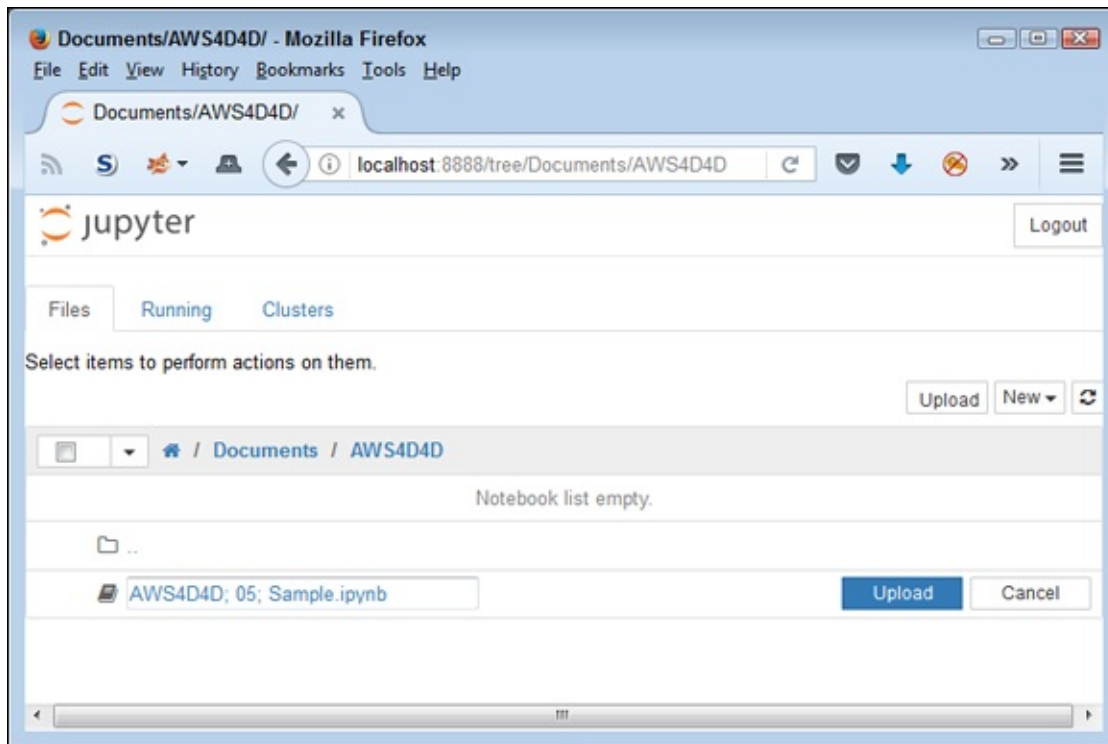 Documents/AWS4D4D/ - Mozilla Firefox
File Edit View History Bookmarks Tools Help
Documents/AWS4D4D/ ×
S) localhost:8888/tree/Documents/AWS4D4D »
jupyter Logout
Files Running Clusters
Select items to perform actions on them.
Upload New
/ Documents / AWS4D4D
Notebook list empty.
..
AWS4D4D; 05; Sample.ipynb Upload Cancel